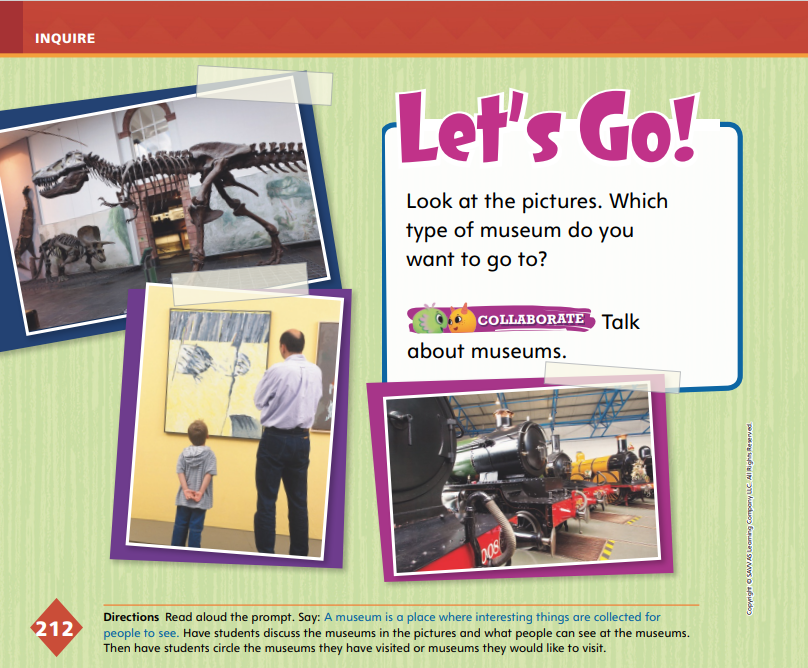 INQUIRE
Let's Go!
Look at the pictures. Which
type of museum do you
want to go to?
COLLABORATE Talk
about museums.
008
Copyright © SAVVAS Learning Company LLC. All Rights Reserved.
212
Directions Read aloud the prompt. Say: A museum is a place where interesting things are collected for
people to see. Have students discuss the museums in the pictures and what people can see at the museums.
Then have students circle the museums they have visited or museums they would like to visit.